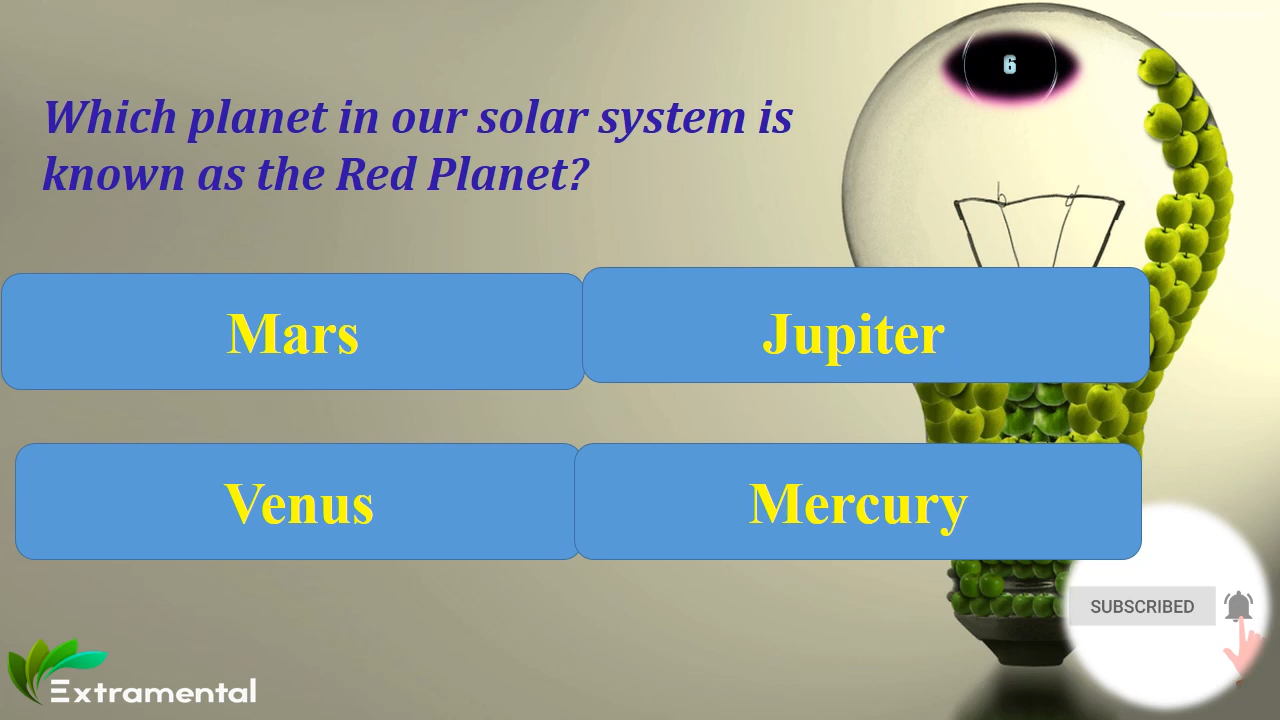 6
Which planet in our solar system is
known as the Red Planet?
Mars
Jupiter
Venus
Mercury
SUBSCRIBED
Extramental